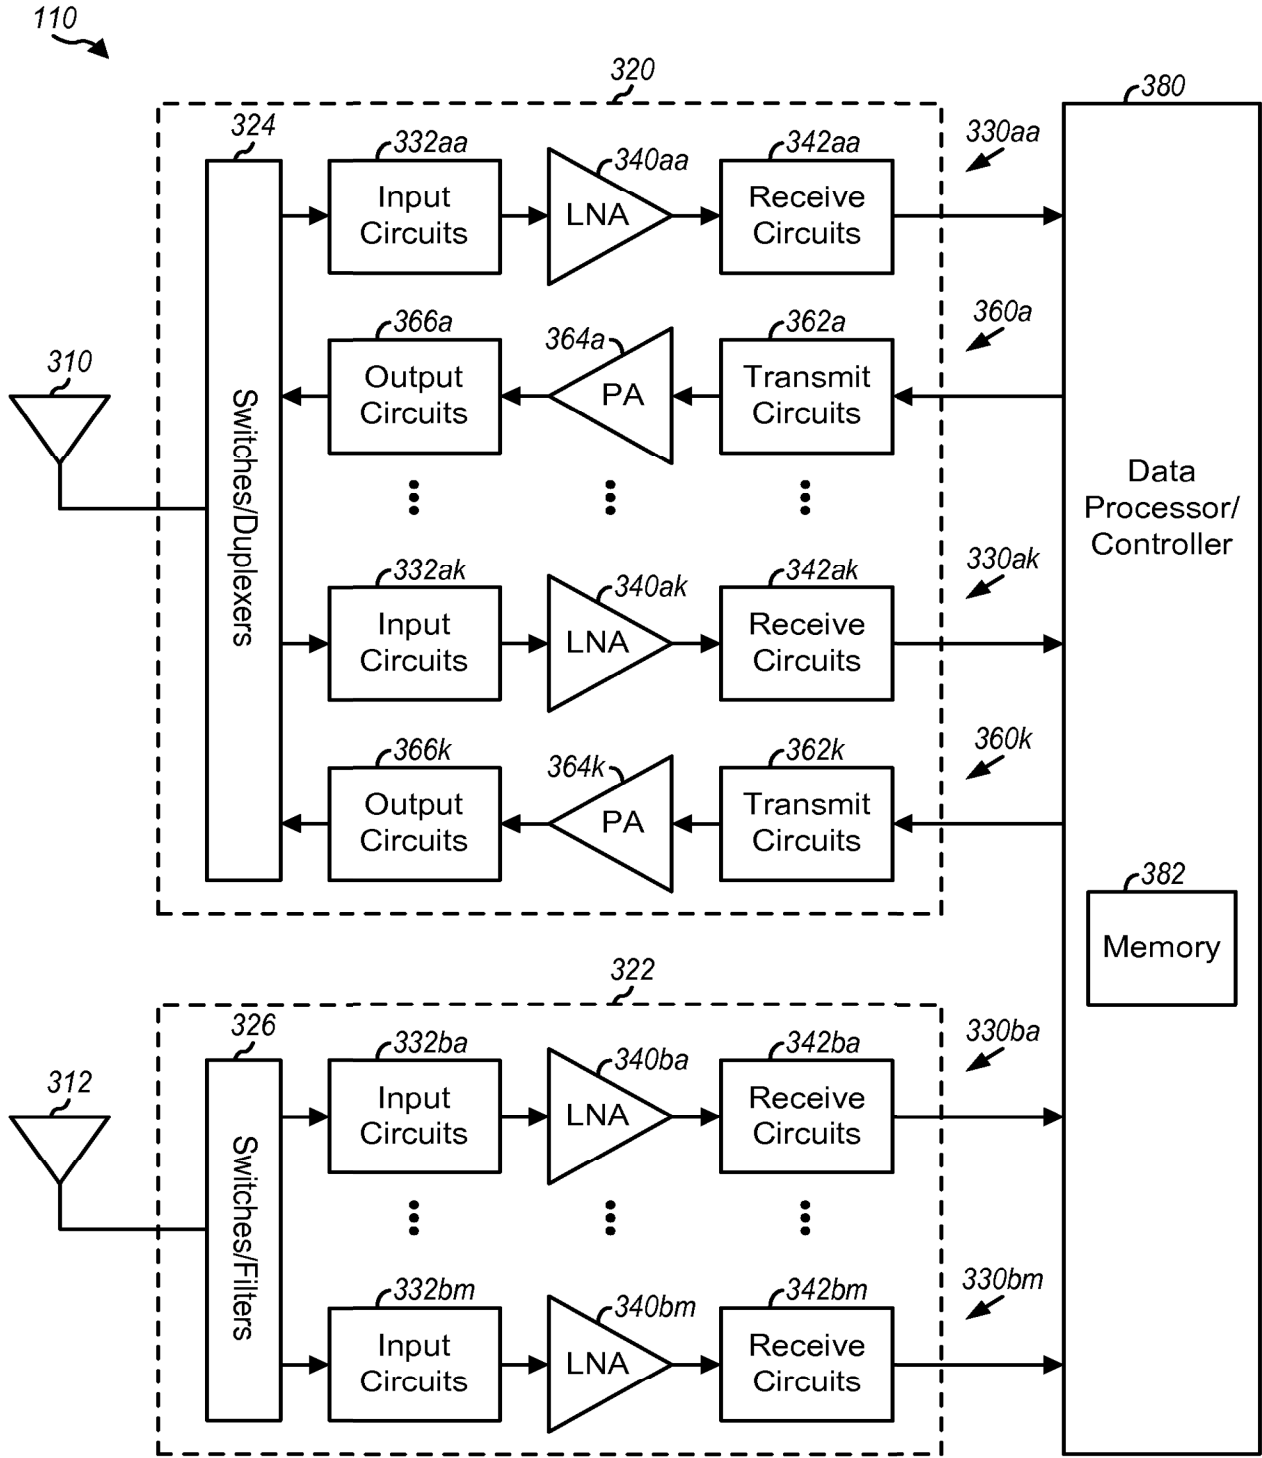 110
320
380
324
332aa
340aa
342aa
330aa
Input
Circuits
LNA
Receive
Circuits
366a
364a
362a
360a
Output
Circuits
PA
Transmit
Circuits
310
Switches/Duplexers
Data
Processor/
Controller
332ak
340ak
342ak
330ak
Input
Circuits
LNA
Receive
Circuits
366k
364k
362k
360k
Output
Circuits
PA
Transmit
Circuits
382
Memory
322
326
332ba
340ba
342ba
330ba
Input
Circuits
LNA
Receive
Circuits
312
Switches/Filters
332bm
340bm
342bm
330bm
Input
Circuits
LNA
Receive
Circuits